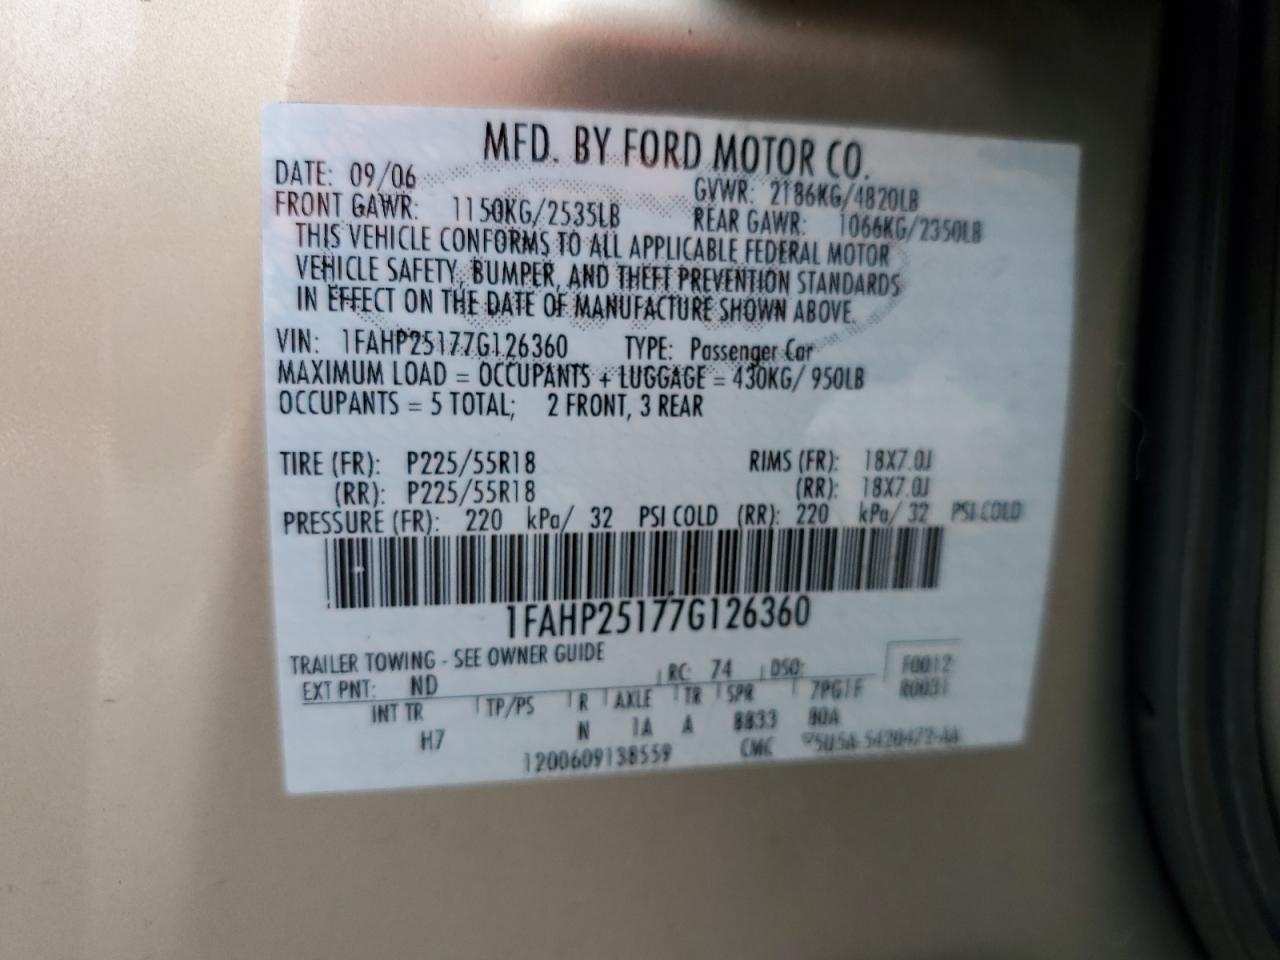 MFD. BY FORD MOTOR CO.
DATE: 09/06 GVWR: 2186KG/4820LB
FRONT GAWR: 1150KG/2535LB REAR GAWR: 1066KG/2350LB
THIS VEHICLE CONFORMS TO ALL APPLICABLE FEDERAL MOTOR
VEHICLE SAFETY, BUMPER, AND THEFT PREVENTION STANDARDS
IN EFFECT ON THE DATE OF MANUFACTURE SHOWN ABOVE.
VIN: 1FAHP25177G126360 TYPE: Passenger Car
MAXIMUM LOAD = OCCUPANTS + LUGGAGE = 430KG/ 950LB
OCCUPANTS = 5 TOTAL; 2 FRONT, 3 REAR
TIRE (FR): P225/55R18 RIMS (FR): 18X7.0J
(RR): P225/55R18 (RR): 18X7.0J
PRESSURE (FR): 220 kPa/ 32 PSI COLD (RR): 220 kPa/ 32 PSI COLD
1FAHP25177G126360
TRAILER TOWING - SEE OWNER GUIDE
EXT PNT: ND RC: 74 DSO: F0012
R0031
INT TR TP/PS R AXLE TR SPR 7PG1F
H7 N 1A A 8833 80A
1200609138559 CMC